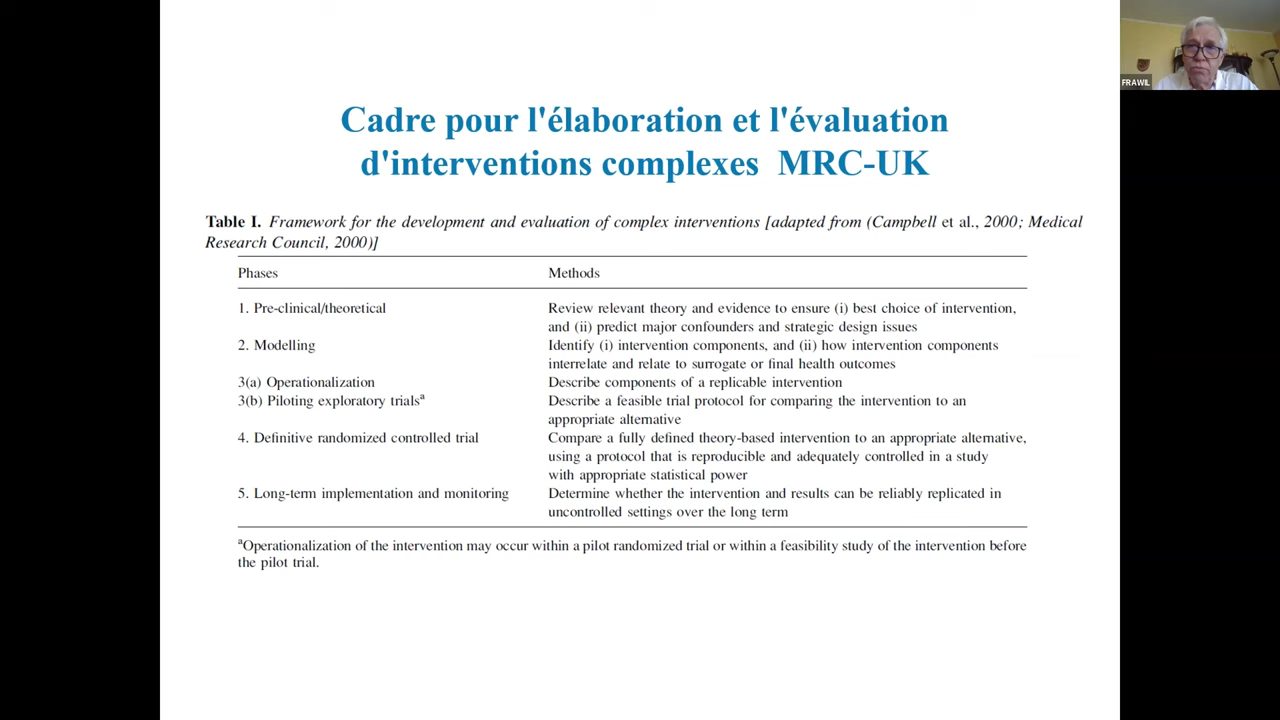 Cadre pour l'élaboration et l'évaluation
d'interventions complexes MRC-UK
Table I. Framework for the development and evaluation of complex interventions [adapted from (Campbell et al., 2000; Medical
Research Council, 2000)]
Phases Methods
1. Pre-clinical/theoretical Review relevant theory and evidence to ensure (i) best choice of intervention,
and (ii) predict major confounders and strategic design issues
2. Modelling Identify (i) intervention components, and (ii) how intervention components
interrelate and relate to surrogate or final health outcomes
3(a) Operationalization Describe components of a replicable intervention
3(b) Piloting exploratory trialsᵃ Describe a feasible trial protocol for comparing the intervention to an
appropriate alternative
4. Definitive randomized controlled trial Compare a fully defined theory-based intervention to an appropriate alternative,
using a protocol that is reproducible and adequately controlled in a study
with appropriate statistical power
5. Long-term implementation and monitoring Determine whether the intervention and results can be reliably replicated in
uncontrolled settings over the long term
ᵃOperationalization of the intervention may occur within a pilot randomized trial or within a feasibility study of the intervention before
the pilot trial.
FRAWIL